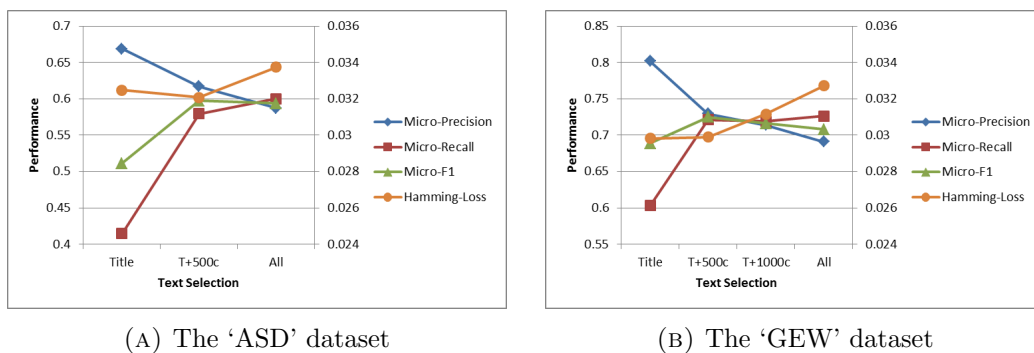 0.7
0.65
0.6
0.55
0.5
0.45
0.4
Performance
0.036
0.034
0.032
0.03
0.028
0.026
0.024
Title T+500c All
Text Selection
Micro-Precision
Micro-Recall
Micro-F1
Hamming-Loss
(A) The ‘ASD’ dataset
0.85
0.8
0.75
0.7
0.65
0.6
0.55
Performance
0.036
0.034
0.032
0.03
0.028
0.026
0.024
Title T+500c T+1000c All
Text Selection
Micro-Precision
Micro-Recall
Micro-F1
Hamming-Loss
(B) The ‘GEW’ dataset